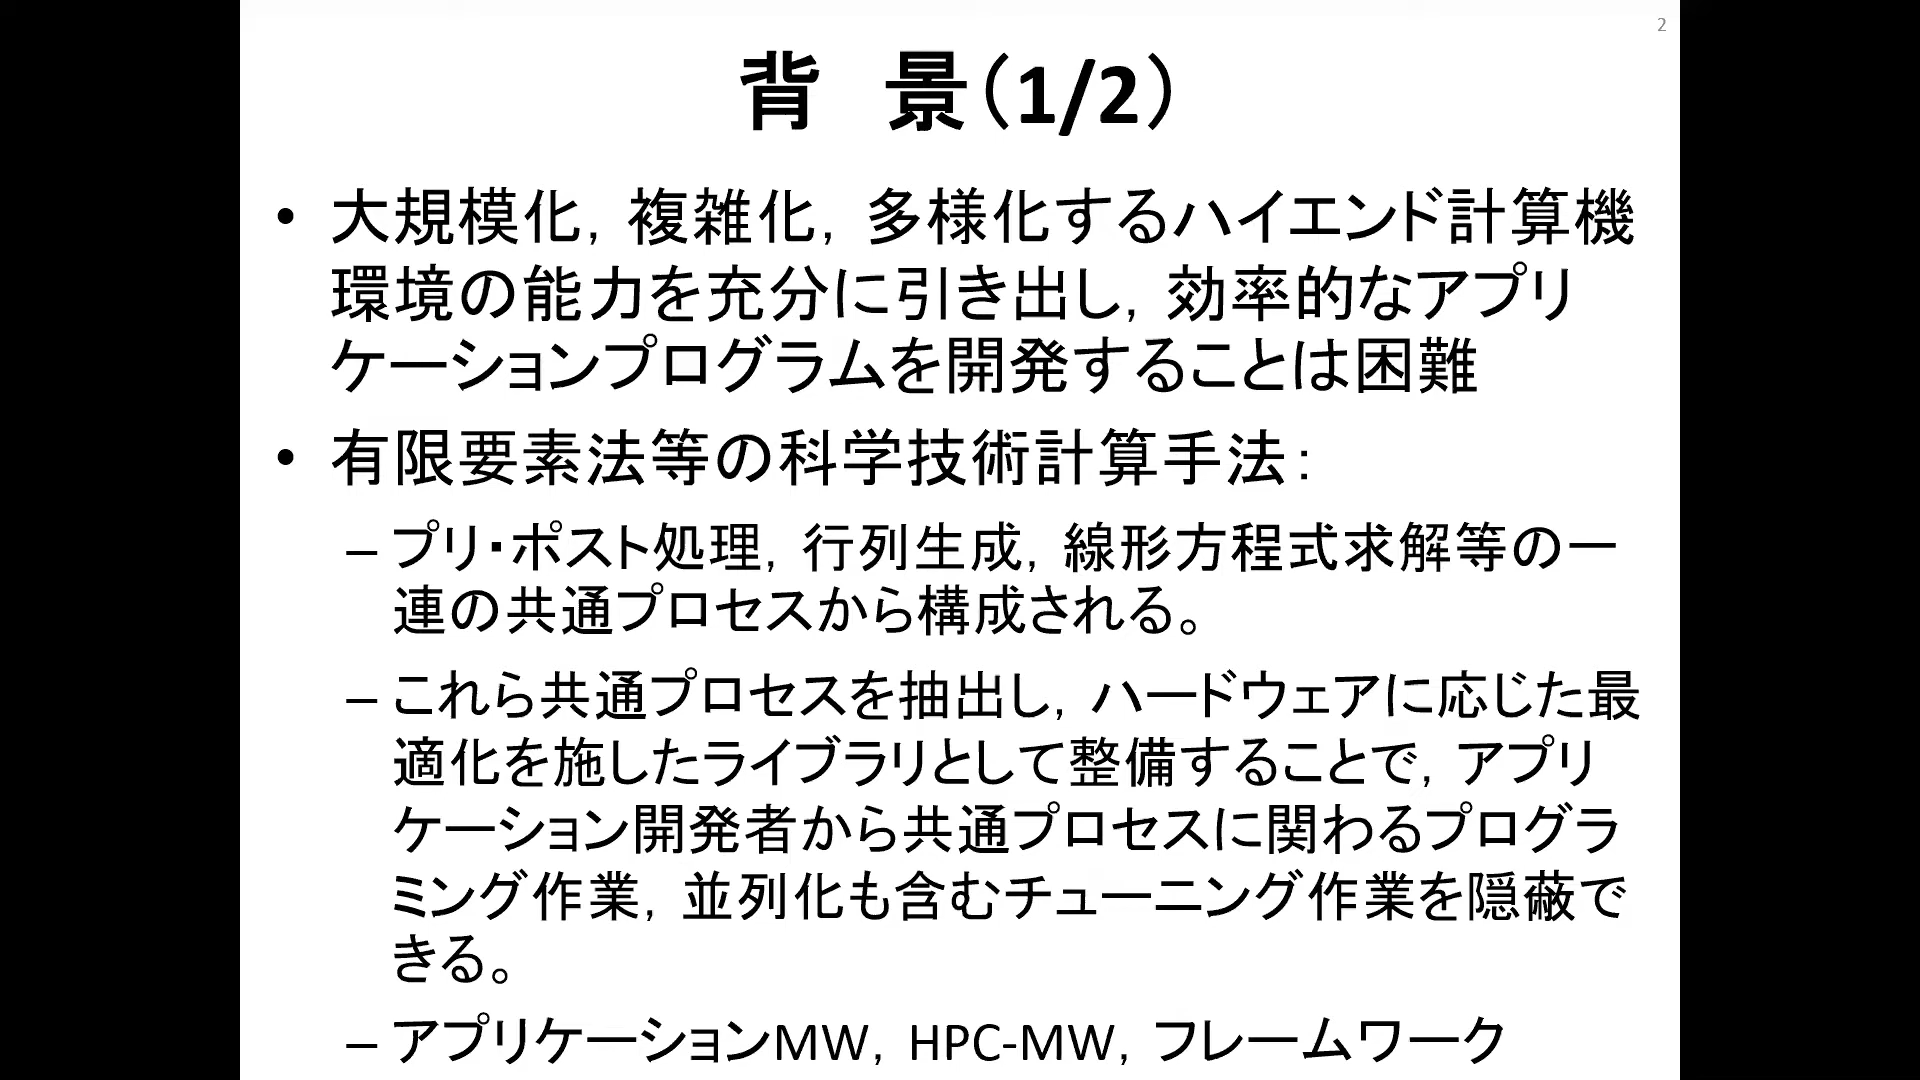 2
背　景（1/2）
• 大規模化，複雑化，多様化するハイエンド計算機
環境の能力を充分に引き出し，効率的なアプリ
ケーションプログラムを開発することは困難
• 有限要素法等の科学技術計算手法：
– プリ・ポスト処理，行列生成，線形方程式求解等の一
連の共通プロセスから構成される。
– これら共通プロセスを抽出し，ハードウェアに応じた最
適化を施したライブラリとして整備することで，アプリ
ケーション開発者から共通プロセスに関わるプログラ
ミング作業，並列化も含むチューニング作業を隠蔽で
きる。
– アプリケーションMW，HPC-MW，フレームワーク